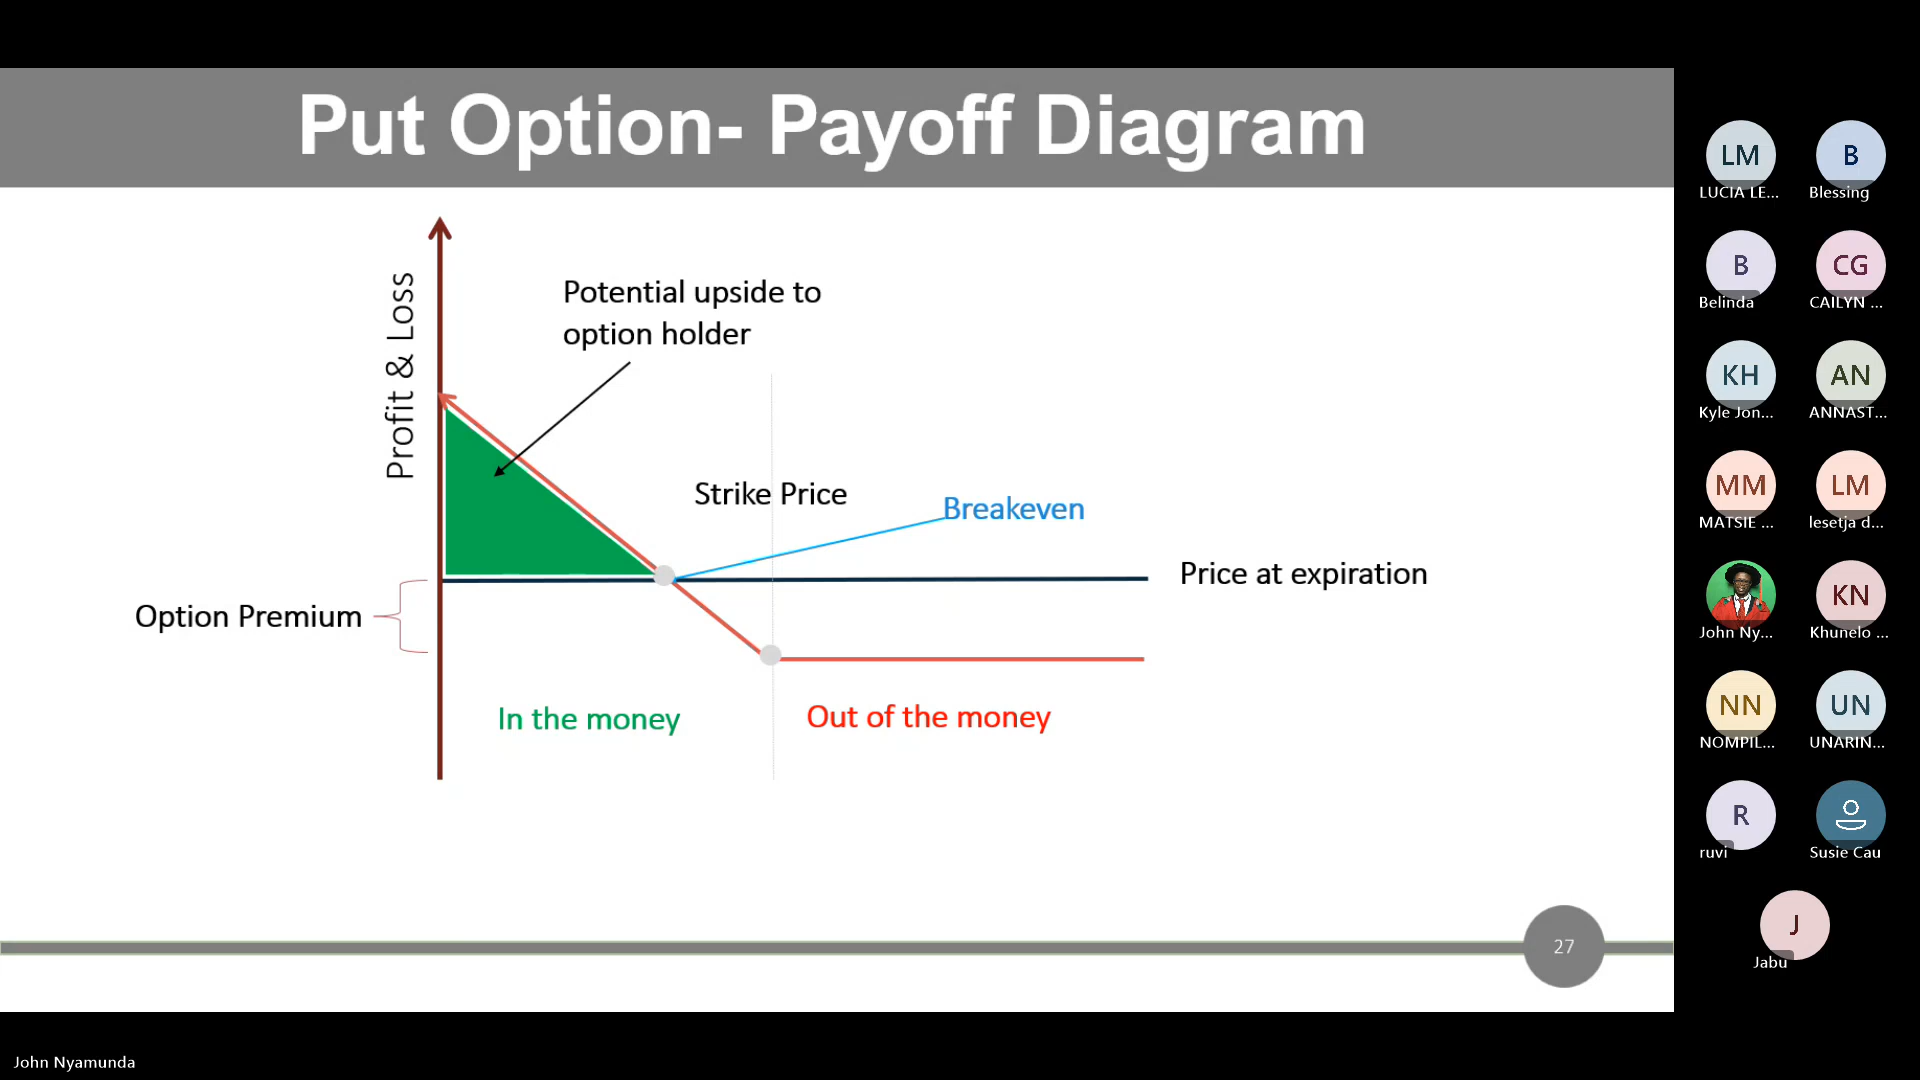 Put Option- Payoff Diagram
Profit & Loss
Potential upside to
option holder
Strike Price
Breakeven
Price at expiration
Option Premium
In the money
Out of the money
27
John Nyamunda
LM
LUCIA LE...
B
Blessing
B
Belinda
CG
CAILYN ...
KH
Kyle Jon...
AN
ANNAST...
MM
MATSIE ...
LM
lesetja d...
John Ny...
KN
Khunelo ...
NN
NOMPIL...
UN
UNARIN...
R
ruvi
Susie Cau
J
Jabu